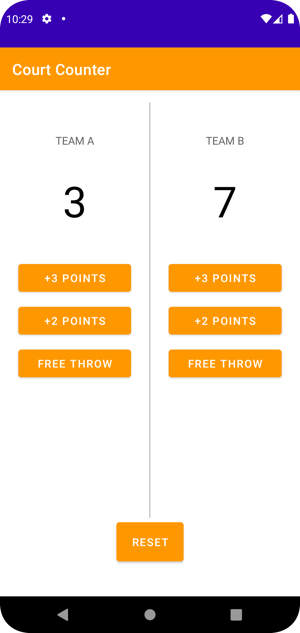 10:29
Court Counter
TEAM A
3
+3 POINTS
+2 POINTS
FREE THROW
TEAM B
7
+3 POINTS
+2 POINTS
FREE THROW
RESET